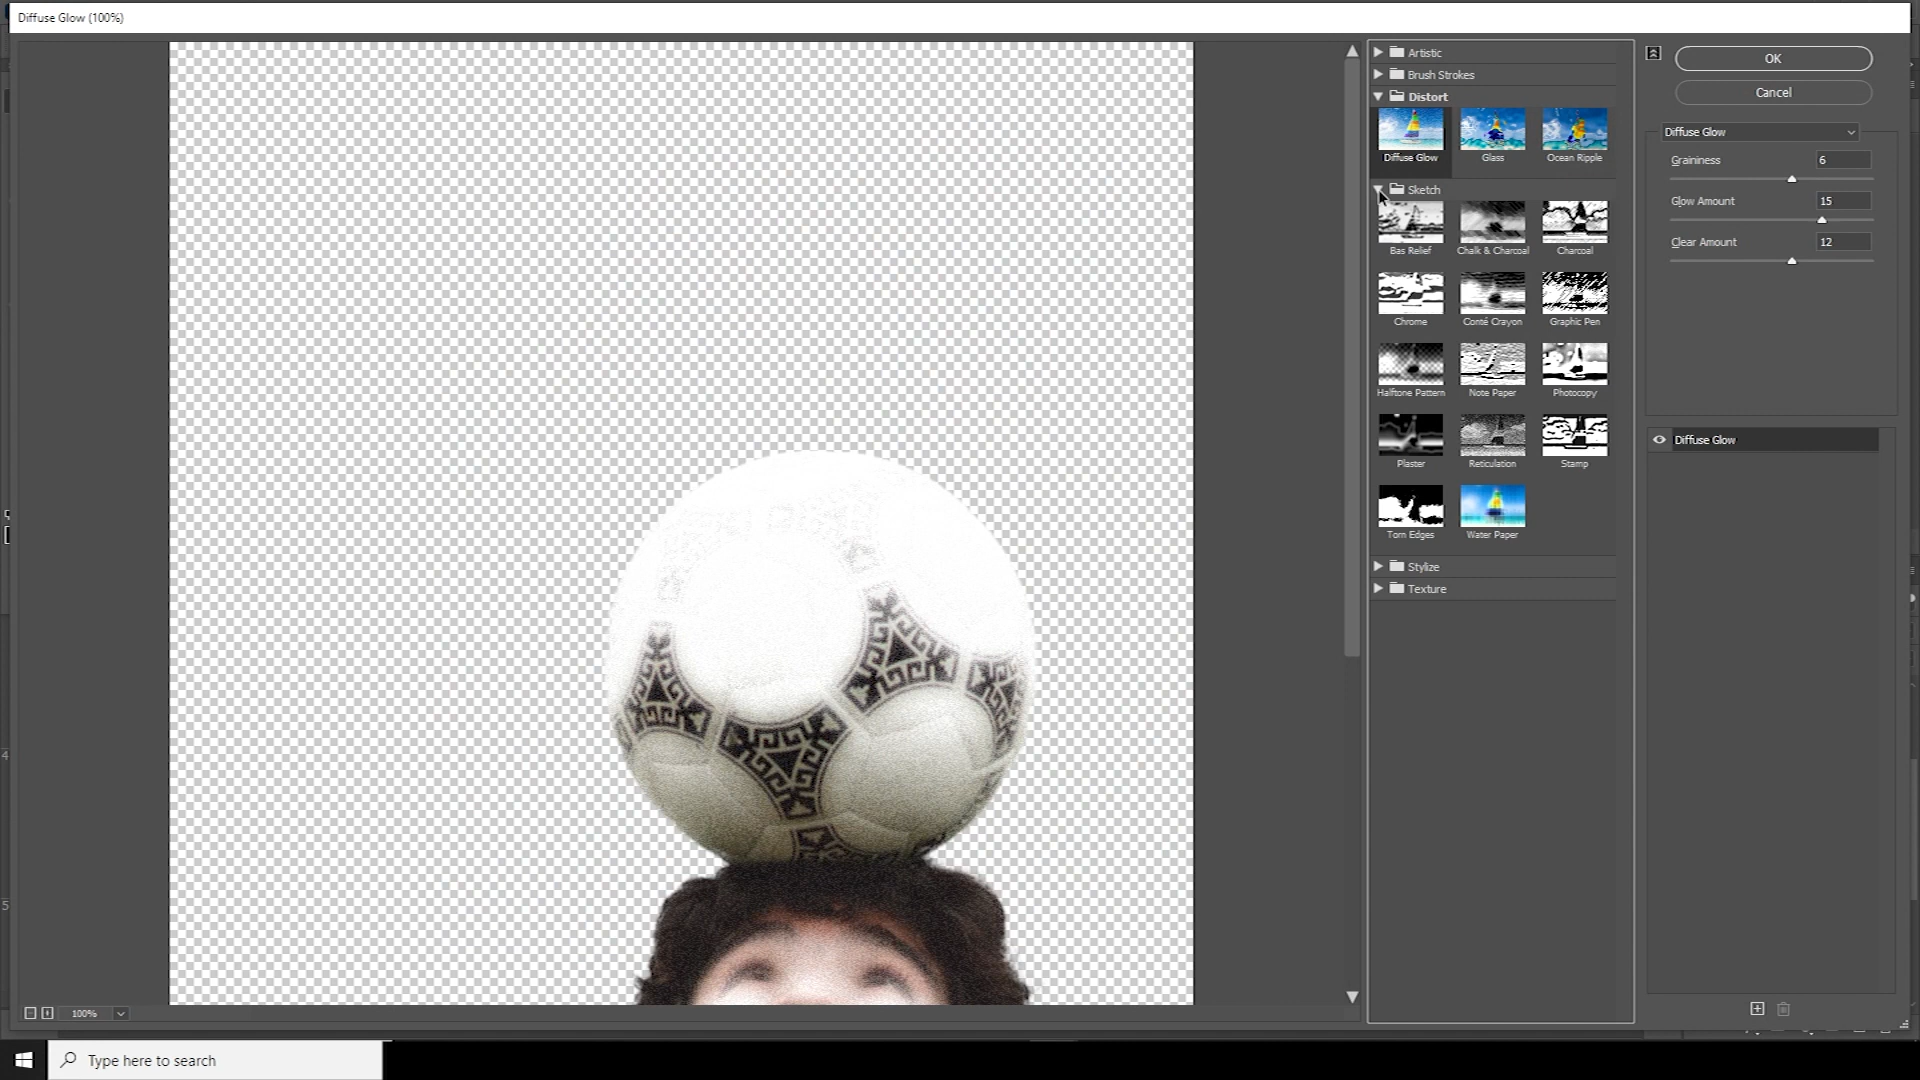 Diffuse Glow (100%)
Artistic
Brush Strokes
Distort
Diffuse Glow
Glass
Ocean Ripple
Sketch
Bas Relief
Chalk & Charcoal
Charcoal
Chrome
Conté Crayon
Graphic Pen
Halftone Pattern
Note Paper
Photocopy
Plaster
Reticulation
Stamp
Torn Edges
Water Paper
Stylize
Texture
OK
Cancel
Diffuse Glow
Graininess 6
Glow Amount 15
Clear Amount 12
Diffuse Glow
4
5
100%
Type here to search